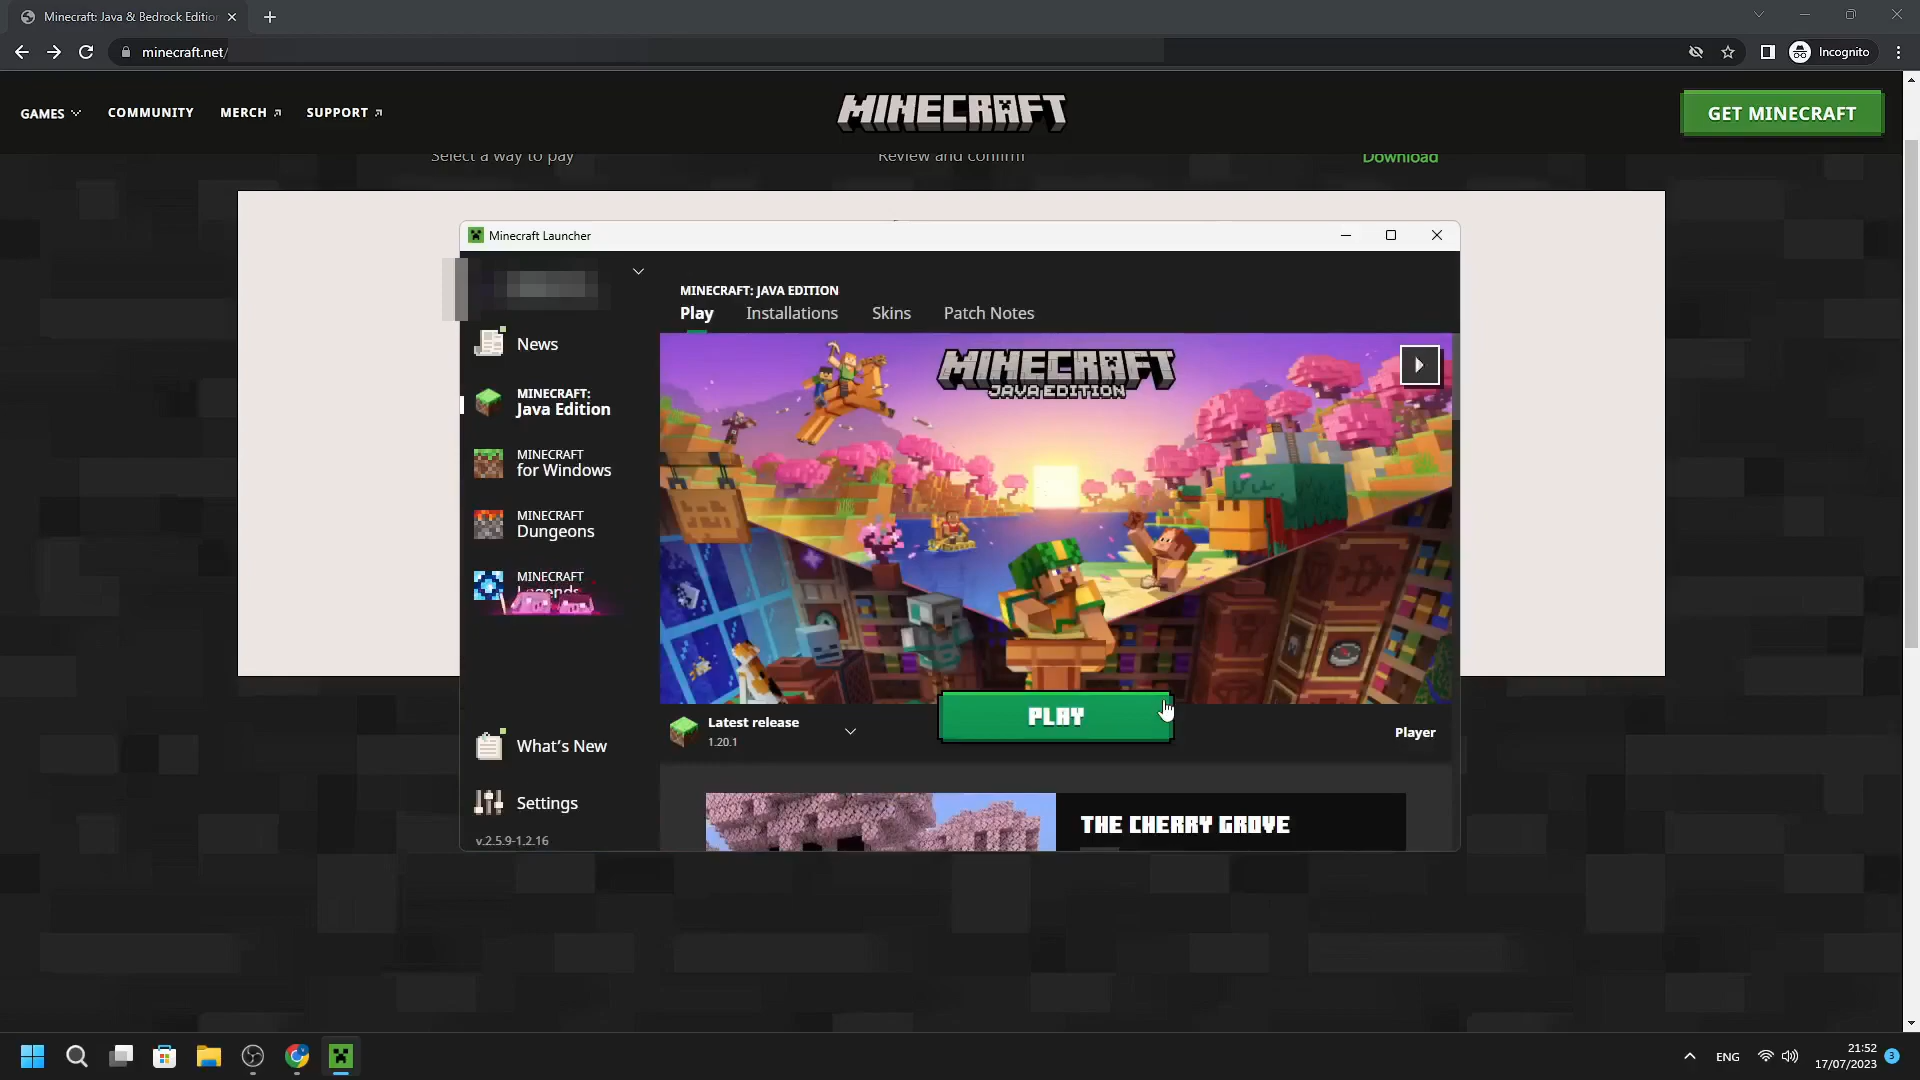 Minecraft: Java & Bedrock Edition
minecraft.net/
Incognito
GAMES
COMMUNITY
MERCH
SUPPORT
MINECRAFT
GET MINECRAFT
Select a way to pay
Review and confirm
Download
Minecraft Launcher
MINECRAFT: JAVA EDITION
Play
Installations
Skins
Patch Notes
News
MINECRAFT:
Java Edition
MINECRAFT
for Windows
MINECRAFT
Dungeons
MINECRAFT
Legends
What's New
Settings
v.2.5.9-1.2.16
MINECRAFT
JAVA EDITION
Latest release
1.20.1
PLAY
Player
THE CHERRY GROVE
ENG
21:52
17/07/2023
3